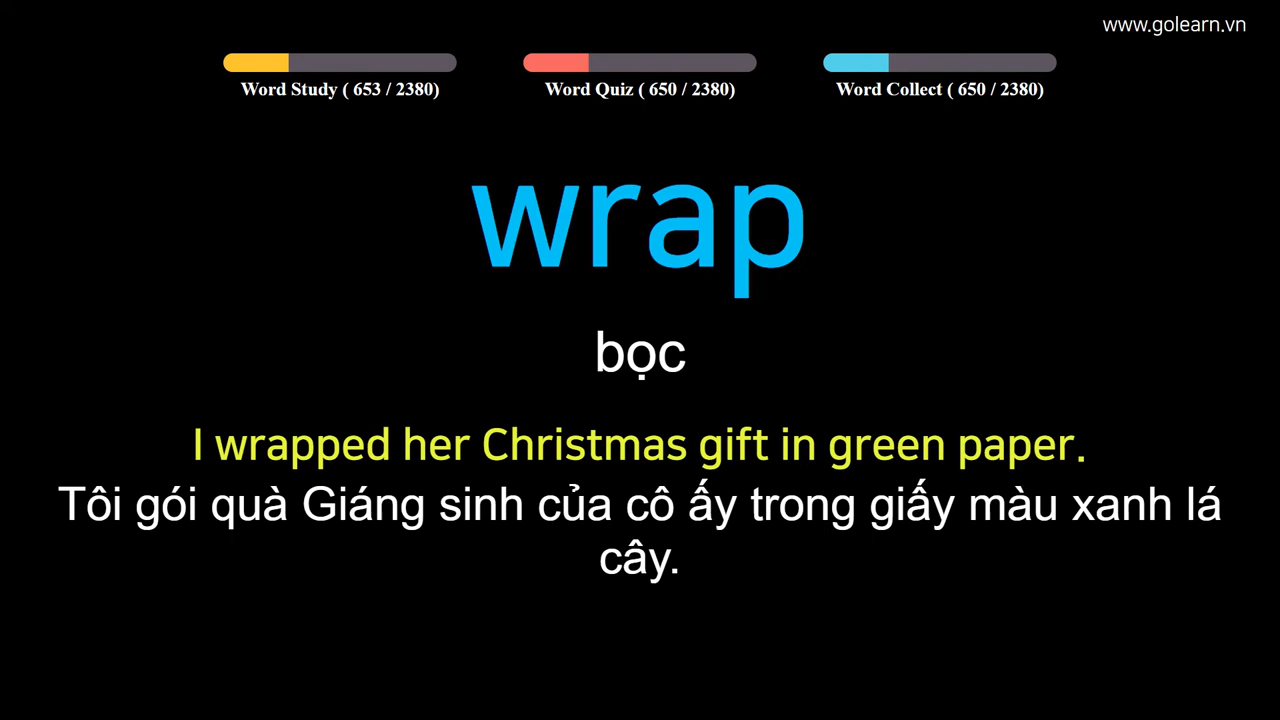 www.golearn.vn
Word Study ( 653 / 2380)
Word Quiz ( 650 / 2380)
Word Collect ( 650 / 2380)
wrap
bọc
I wrapped her Christmas gift in green paper.
Tôi gói quà Giáng sinh của cô ấy trong giấy màu xanh lá
cây.